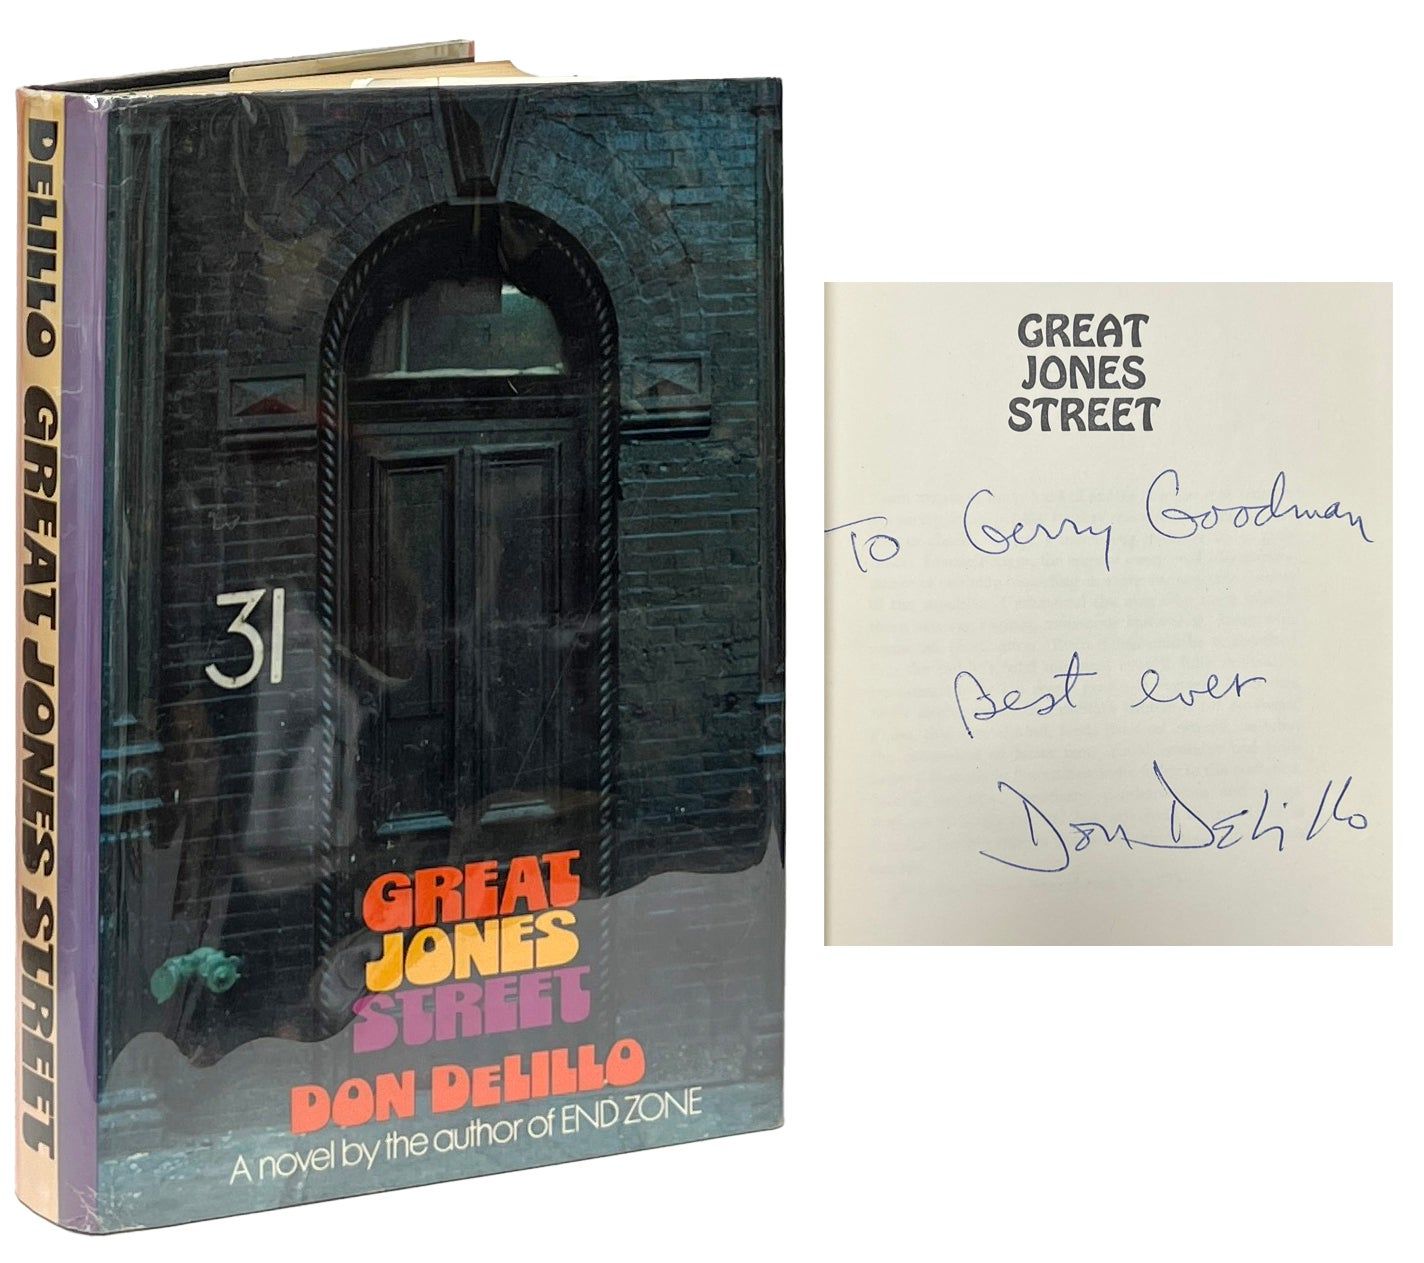 DELILLO GREAT JONES STREET
31
GREAT
JONES
STREET
DON DELILLO
A novel by the author of END ZONE
GREAT
JONES
STREET
To Gerry Goodman
Best ever
Don DeLillo